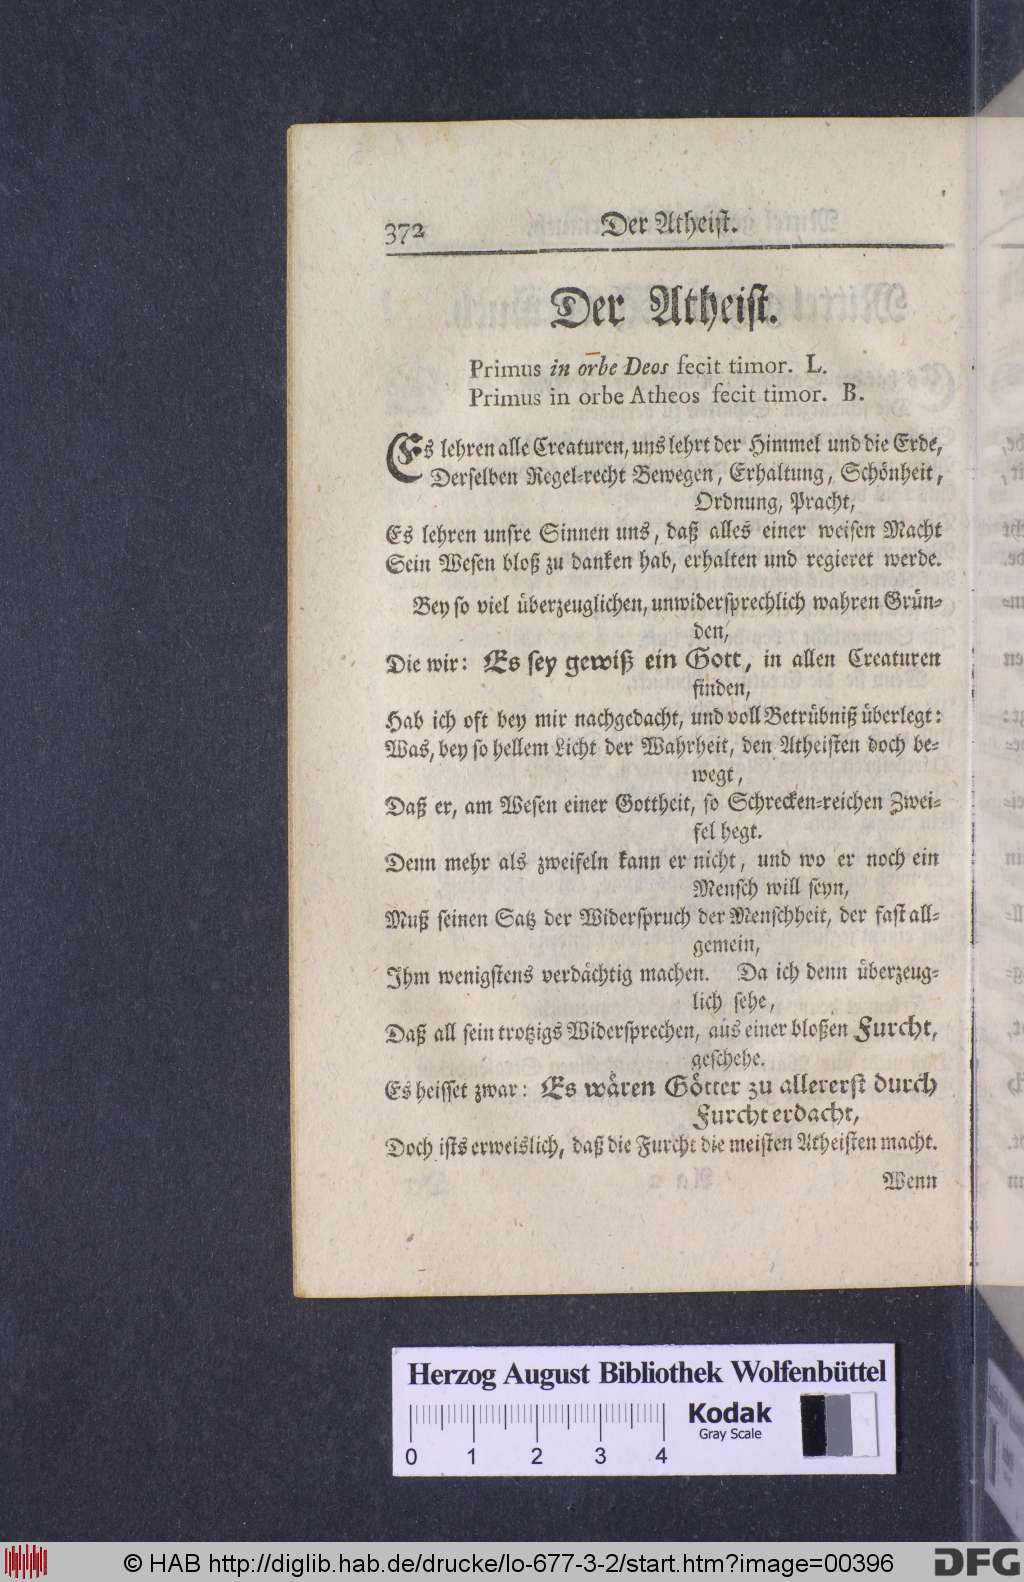 372
Der Atheist.
Der Atheist.
Primus in orbe Deos fecit timor. L.
Primus in orbe Atheos fecit timor. B.
Es lehren alle Creaturen, uns lehrt der Himmel und die Erde,
Derselben Regel-recht Bewegen, Erhaltung, Schönheit,
Ordnung, Pracht,
Es lehren unsre Sinnen uns, daß alles einer weisen Macht
Sein Wesen bloß zu danken hab, erhalten und regieret werde.
Bey so viel überzeuglichen, unwidersprechlich wahren Grün-
den,
Die wir: Es sey gewiß ein Gott, in allen Creaturen
finden,
Hab ich oft bey mir nachgedacht, und voll Betrübniß überlegt:
Was, bey so hellem Licht der Wahrheit, den Atheisten doch be-
wegt,
Daß er, am Wesen einer Gottheit, so Schrecken-reichen Zwei-
fel hegt.
Denn mehr als zweifeln kann er nicht, und wo er noch ein
Mensch will seyn,
Muß seinen Satz der Widerspruch der Menschheit, der fast all-
gemein,
Ihm wenigstens verdächtig machen. Da ich denn überzeug-
lich sehe,
Daß all sein trotzigs Widersprechen, aus einer bloßen Furcht,
geschehe.
Es heisset zwar: Es wären Götter zu allererst durch
Furcht erdacht,
Doch ists erweislich, daß die Furcht die meisten Atheisten macht.
Wenn
Herzog August Bibliothek Wolfenbüttel
Kodak
Gray Scale
0 1 2 3 4
© HAB http://diglib.hab.de/drucke/lo-677-3-2/start.htm?image=00396
DFG